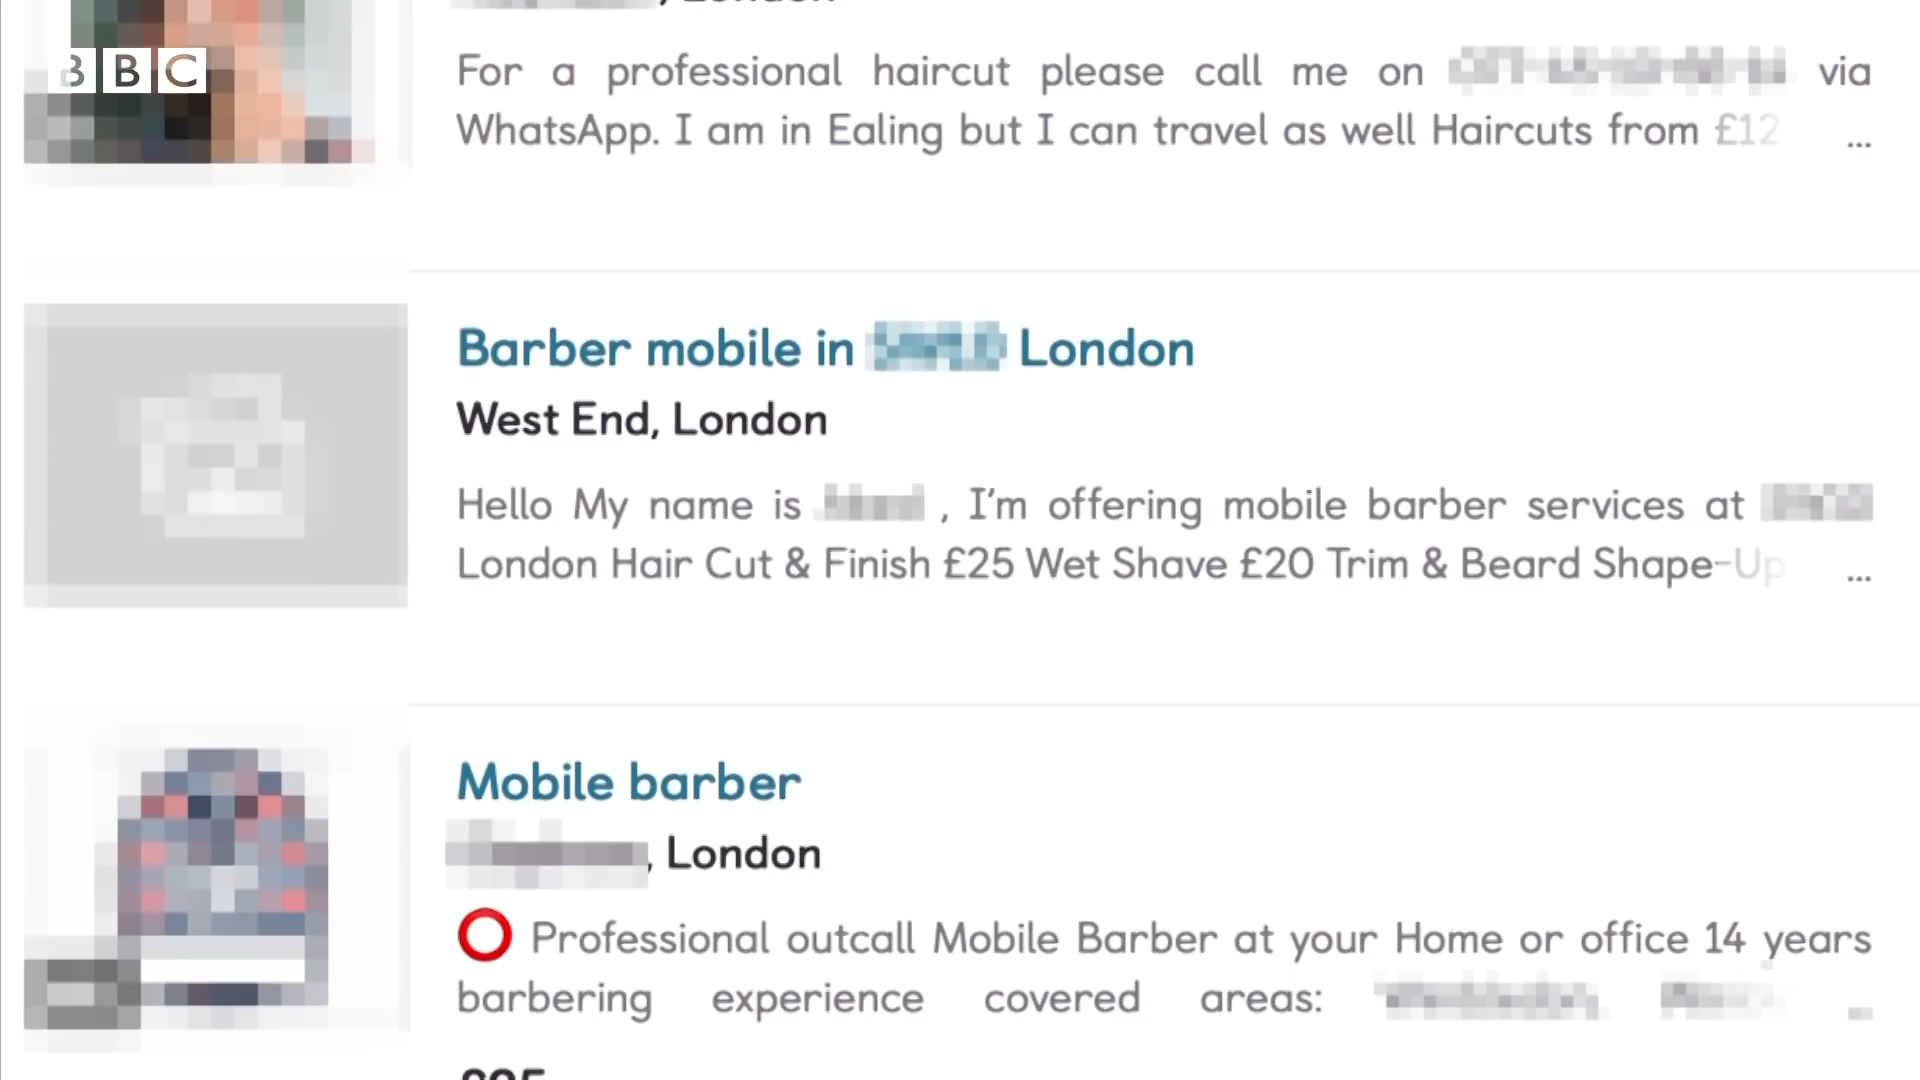 , London
BBC
For a professional haircut please call me on via
WhatsApp. I am in Ealing but I can travel as well Haircuts from £12 ...
Barber mobile in London
West End, London
Hello My name is , I'm offering mobile barber services at
London Hair Cut & Finish £25 Wet Shave £20 Trim & Beard Shape-Up ...
Mobile barber
, London
⭕ Professional outcall Mobile Barber at your Home or office 14 years
barbering experience covered areas: